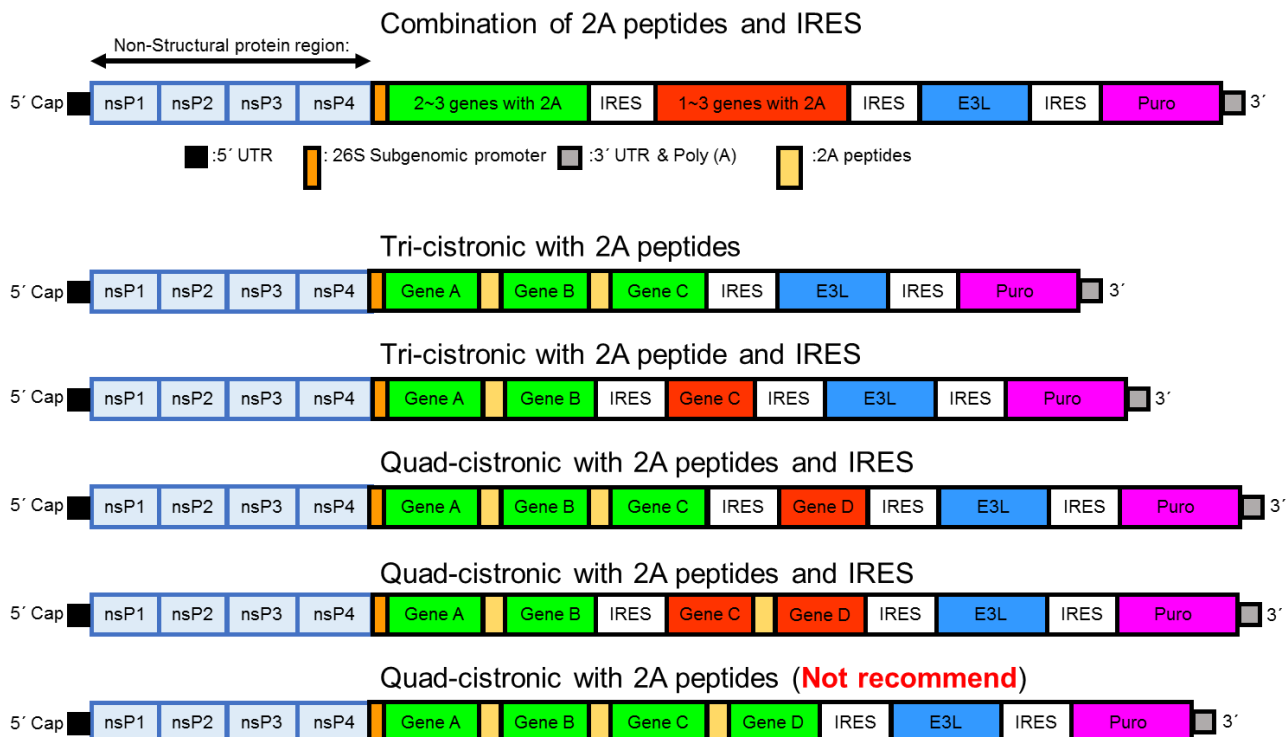 Combination of 2A peptides and IRES
Non-Structural protein region:
5´ Cap nsP1 nsP2 nsP3 nsP4 2~3 genes with 2A IRES 1~3 genes with 2A IRES E3L IRES Puro 3´
:5´ UTR : 26S Subgenomic promoter :3´ UTR & Poly (A) :2A peptides
Tri-cistronic with 2A peptides
5´ Cap nsP1 nsP2 nsP3 nsP4 Gene A Gene B Gene C IRES E3L IRES Puro 3´
Tri-cistronic with 2A peptide and IRES
5´ Cap nsP1 nsP2 nsP3 nsP4 Gene A Gene B IRES Gene C IRES E3L IRES Puro 3´
Quad-cistronic with 2A peptides and IRES
5´ Cap nsP1 nsP2 nsP3 nsP4 Gene A Gene B Gene C IRES Gene D IRES E3L IRES Puro 3´
Quad-cistronic with 2A peptides and IRES
5´ Cap nsP1 nsP2 nsP3 nsP4 Gene A Gene B IRES Gene C Gene D IRES E3L IRES Puro 3´
Quad-cistronic with 2A peptides (Not recommend)
5´ Cap nsP1 nsP2 nsP3 nsP4 Gene A Gene B Gene C Gene D IRES E3L IRES Puro 3´